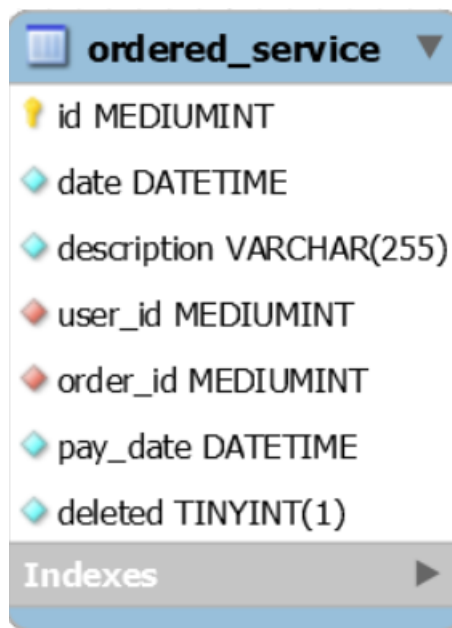 ordered_service
id MEDIUMINT
date DATETIME
description VARCHAR(255)
user_id MEDIUMINT
order_id MEDIUMINT
pay_date DATETIME
deleted TINYINT(1)
Indexes